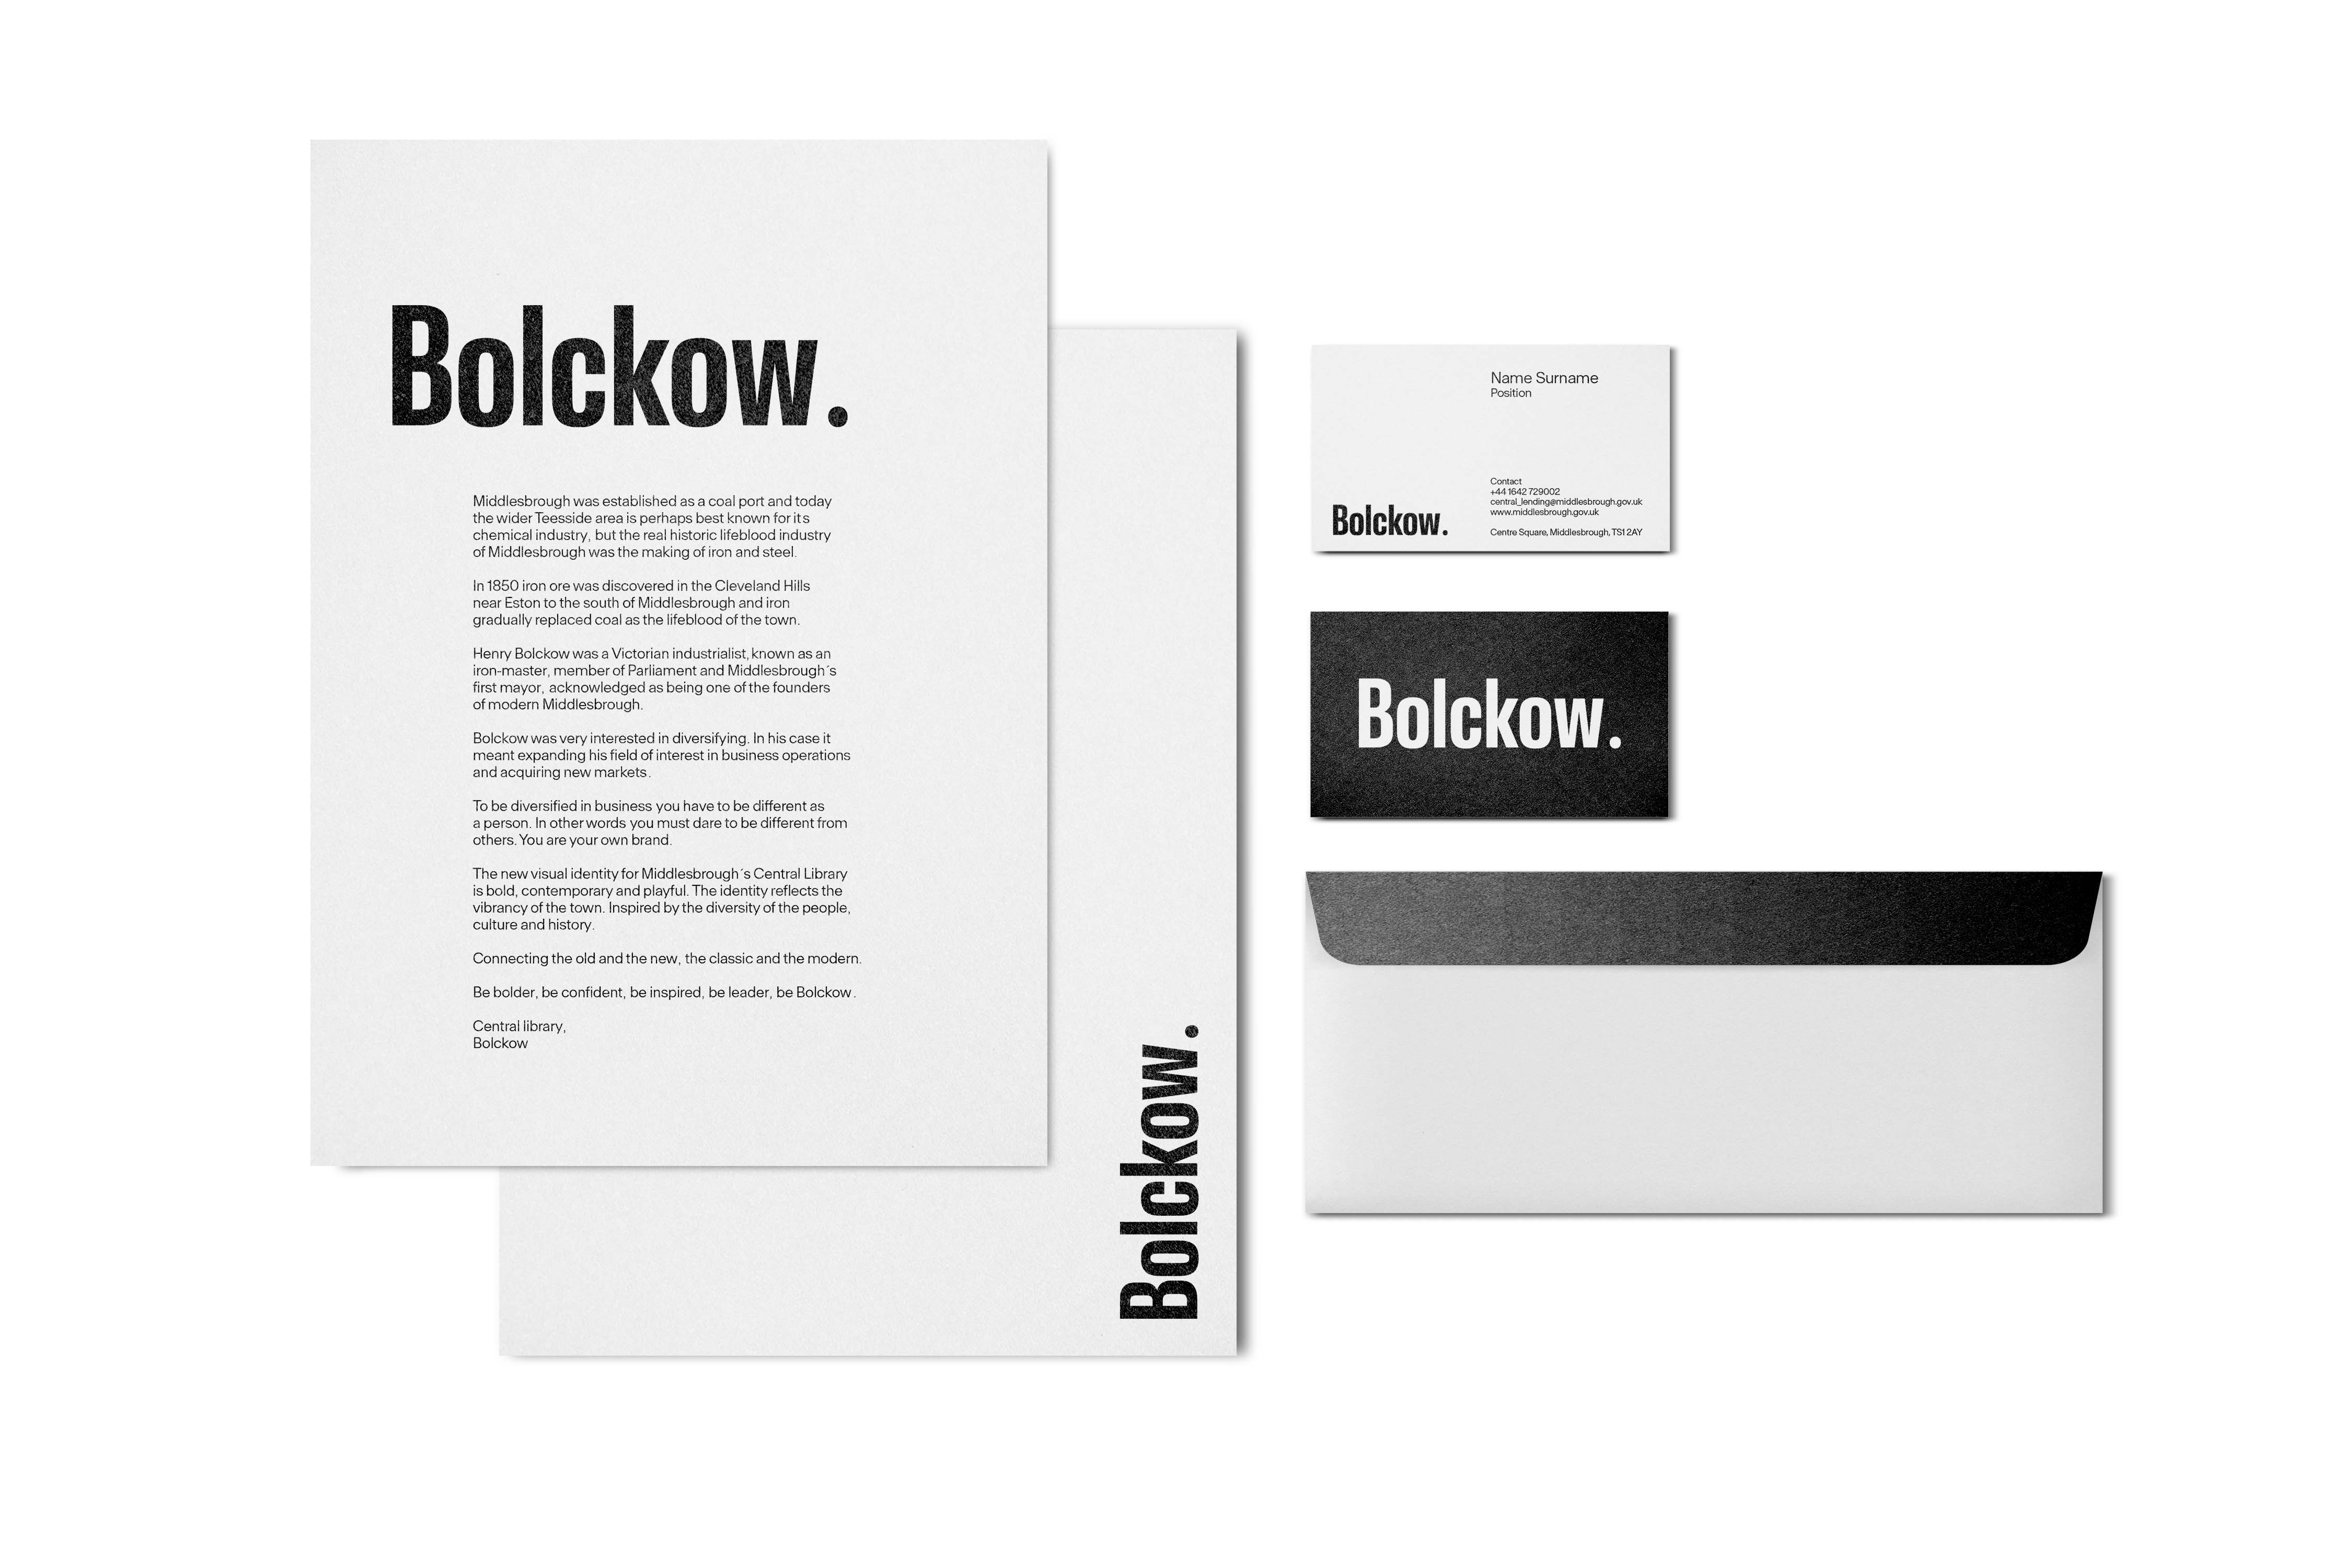 Bolckow.
Middlesbrough was established as a coal port and today
the wider Teesside area is perhaps best known for its
chemical industry, but the real historic lifeblood industry
of Middlesbrough was the making of iron and steel.
In 1850 iron ore was discovered in the Cleveland Hills
near Eston to the south of Middlesbrough and iron
gradually replaced coal as the lifeblood of the town.
Henry Bolckow was a Victorian industrialist, known as an
iron-master, member of Parliament and Middlesbrough´s
first mayor, acknowledged as being one of the founders
of modern Middlesbrough.
Bolckow was very interested in diversifying. In his case it
meant expanding his field of interest in business operations
and acquiring new markets.
To be diversified in business you have to be different as
a person. In other words you must dare to be different from
others. You are your own brand.
The new visual identity for Middlesbrough´s Central Library
is bold, contemporary and playful. The identity reflects the
vibrancy of the town. Inspired by the diversity of the people,
culture and history.
Connecting the old and the new, the classic and the modern.
Be bolder, be confident, be inspired, be leader, be Bolckow.
Central library,
Bolckow
Bolckow.
Name Surname
Position
Contact
+44 1642 729002
central_lending@middlesbrough.gov.uk
www.middlesbrough.gov.uk
Centre Square, Middlesbrough, TS1 2AY
Bolckow.
Bolckow.